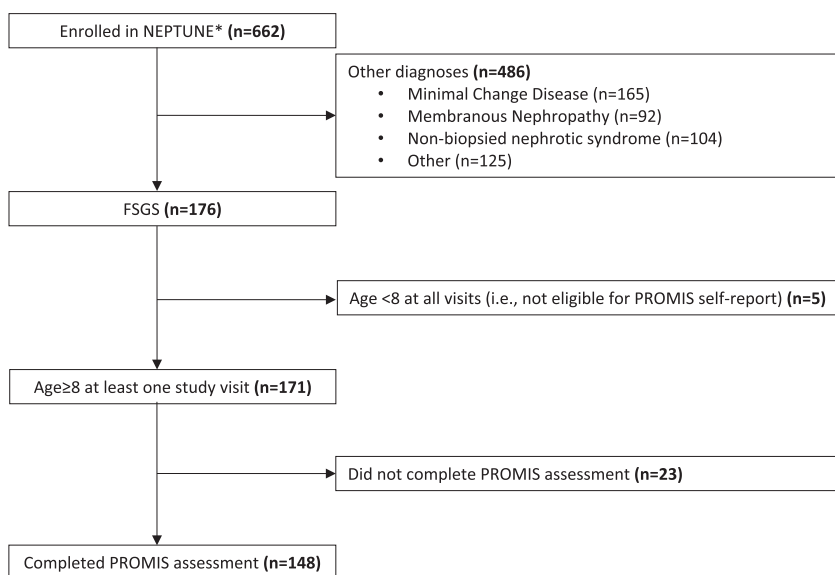 Enrolled in NEPTUNE* (n=662)
Other diagnoses (n=486)
• Minimal Change Disease (n=165)
• Membranous Nephropathy (n=92)
• Non-biopsied nephrotic syndrome (n=104)
• Other (n=125)
FSGS (n=176)
Age <8 at all visits (i.e., not eligible for PROMIS self-report) (n=5)
Age≥8 at least one study visit (n=171)
Did not complete PROMIS assessment (n=23)
Completed PROMIS assessment (n=148)